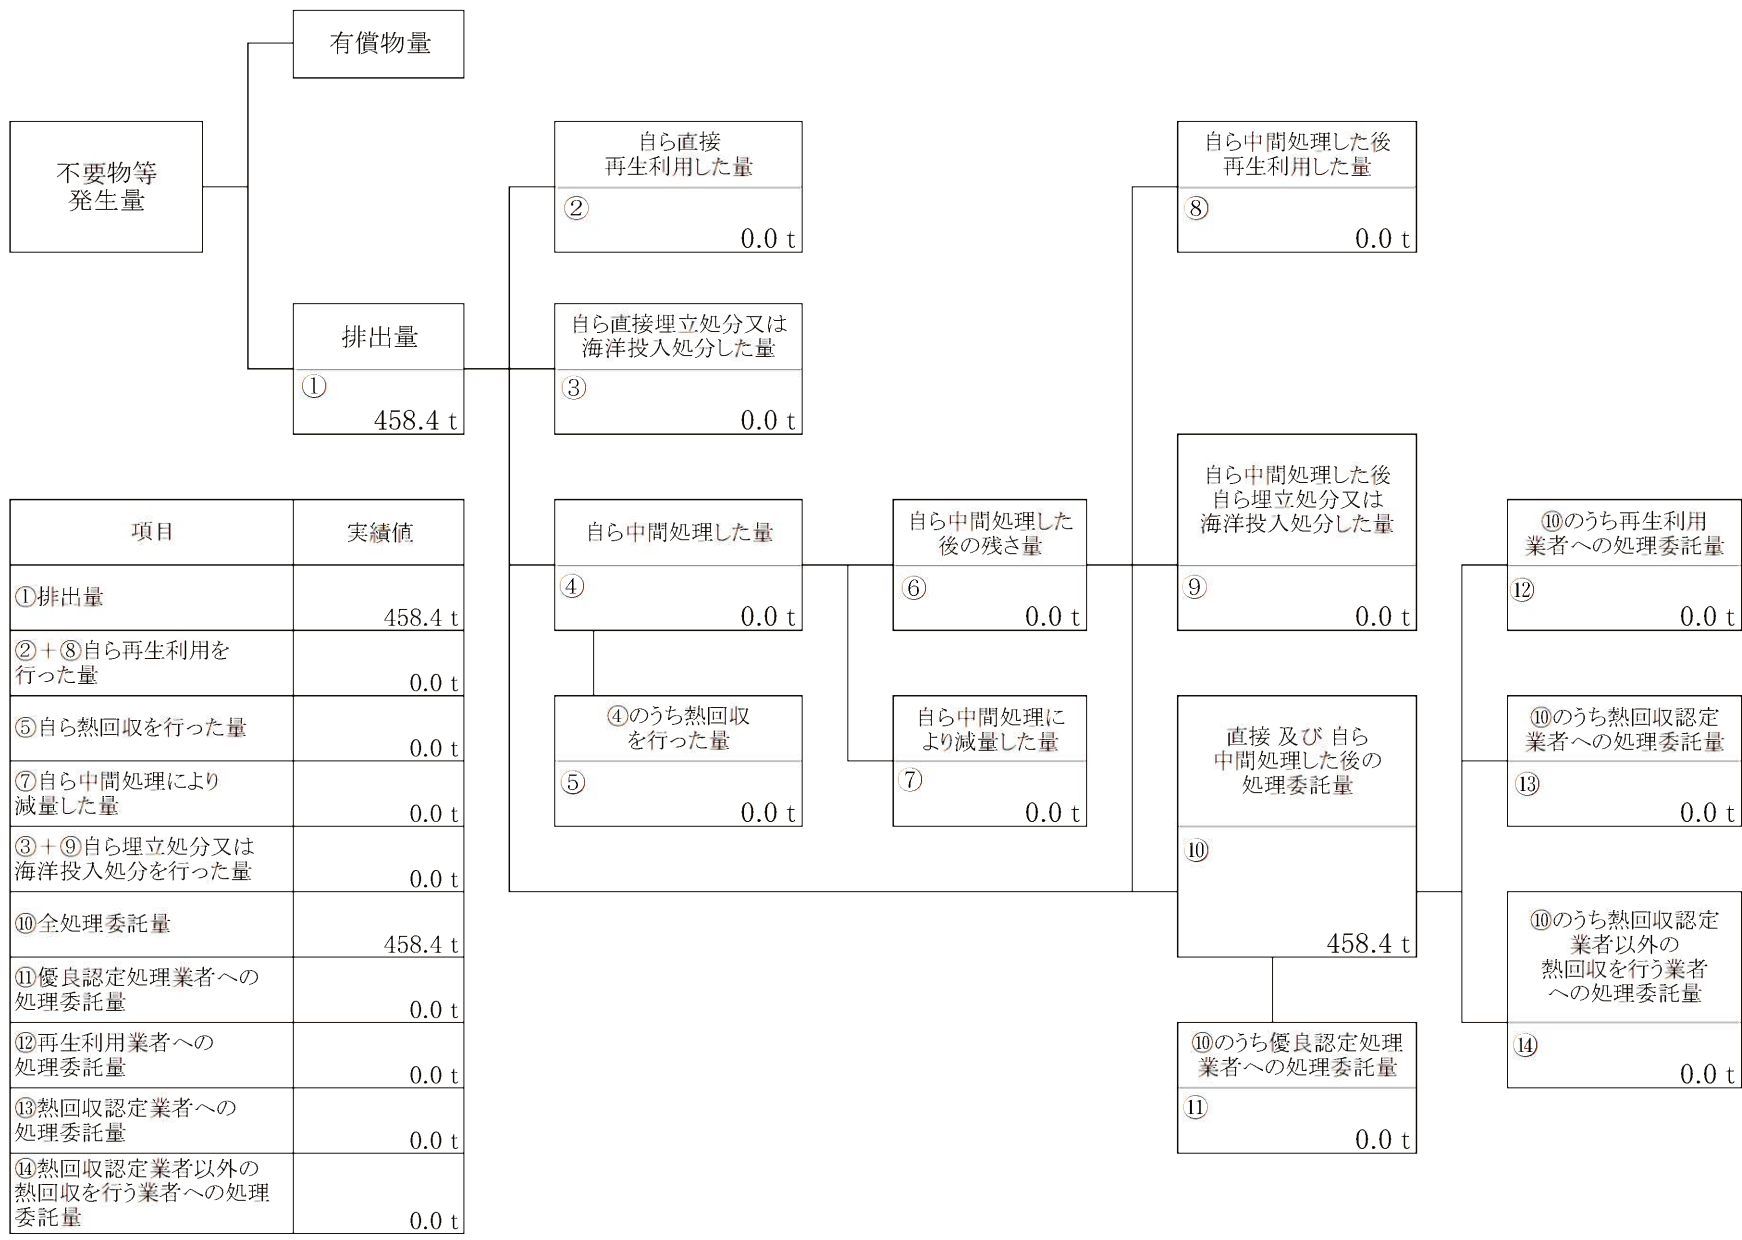 有償物量
不要物等
発生量
排出量
①
458.4 t
自ら直接
再生利用した量
②
0.0 t
自ら直接埋立処分又は
海洋投入処分した量
③
0.0 t
自ら中間処理した量
④
0.0 t
④のうち熱回収
を行った量
⑤
0.0 t
自ら中間処理した
後の残さ量
⑥
0.0 t
自ら中間処理に
より減量した量
⑦
0.0 t
自ら中間処理した後
再生利用した量
⑧
0.0 t
自ら中間処理した後
自ら埋立処分又は
海洋投入処分した量
⑨
0.0 t
直接 及び 自ら
中間処理した後の
処理委託量
⑩
458.4 t
⑩のうち優良認定処理
業者への処理委託量
⑪
0.0 t
⑩のうち再生利用
業者への処理委託量
⑫
0.0 t
⑩のうち熱回収認定
業者への処理委託量
⑬
0.0 t
⑩のうち熱回収認定
業者以外の
熱回収を行う業者
への処理委託量
⑭
0.0 t
項目 実績値
①排出量
458.4 t
②＋⑧自ら再生利用を
行った量
0.0 t
⑤自ら熱回収を行った量
0.0 t
⑦自ら中間処理により
減量した量
0.0 t
③＋⑨自ら埋立処分又は
海洋投入処分を行った量
0.0 t
⑩全処理委託量
458.4 t
⑪優良認定処理業者への
処理委託量
0.0 t
⑫再生利用業者への
処理委託量
0.0 t
⑬熱回収認定業者への
処理委託量
0.0 t
⑭熱回収認定業者以外の
熱回収を行う業者への処理
委託量
0.0 t